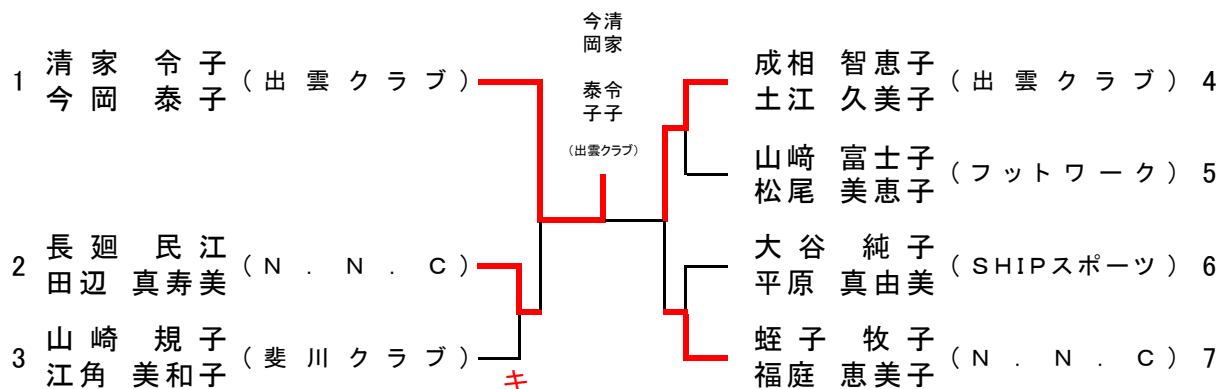 今岡 泰子
清家 令子
(出雲クラブ)
1 清家 令子 (出雲クラブ)
今岡 泰子
2 長廻 民江 (N.N.C)
田辺 真寿美
3 山崎 規子 (斐川クラブ)
江角 美和子
キ
成相 智恵子 (出雲クラブ) 4
土江 久美子
山﨑 富士子 (フットワーク) 5
松尾 美恵子
大谷 純子 (SHIPスポーツ) 6
平原 真由美
蛭子 牧子 (N.N.C) 7
福庭 恵美子